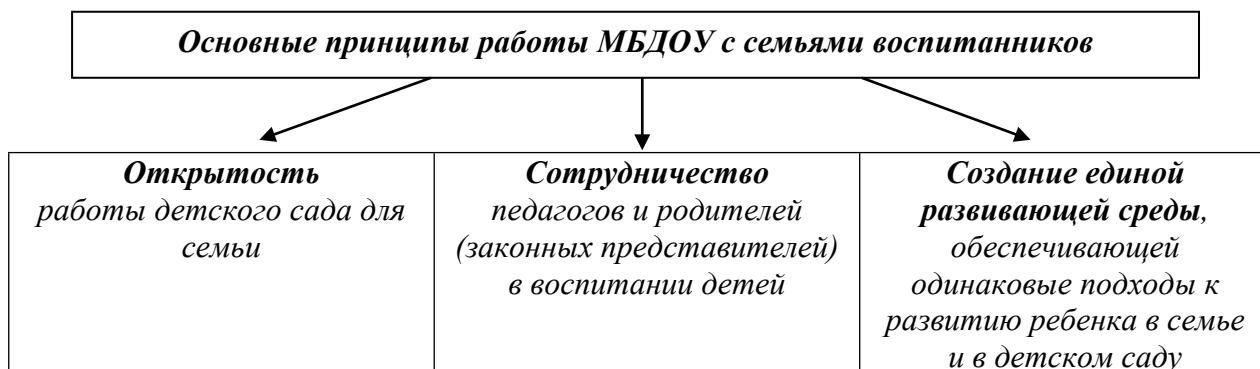 Основные принципы работы МБДОУ с семьями воспитанников
Открытость
работы детского сада для
семьи
Сотрудничество
педагогов и родителей
(законных представителей)
в воспитании детей
Создание единой
развивающей среды,
обеспечивающей
одинаковые подходы к
развитию ребенка в семье
и в детском саду